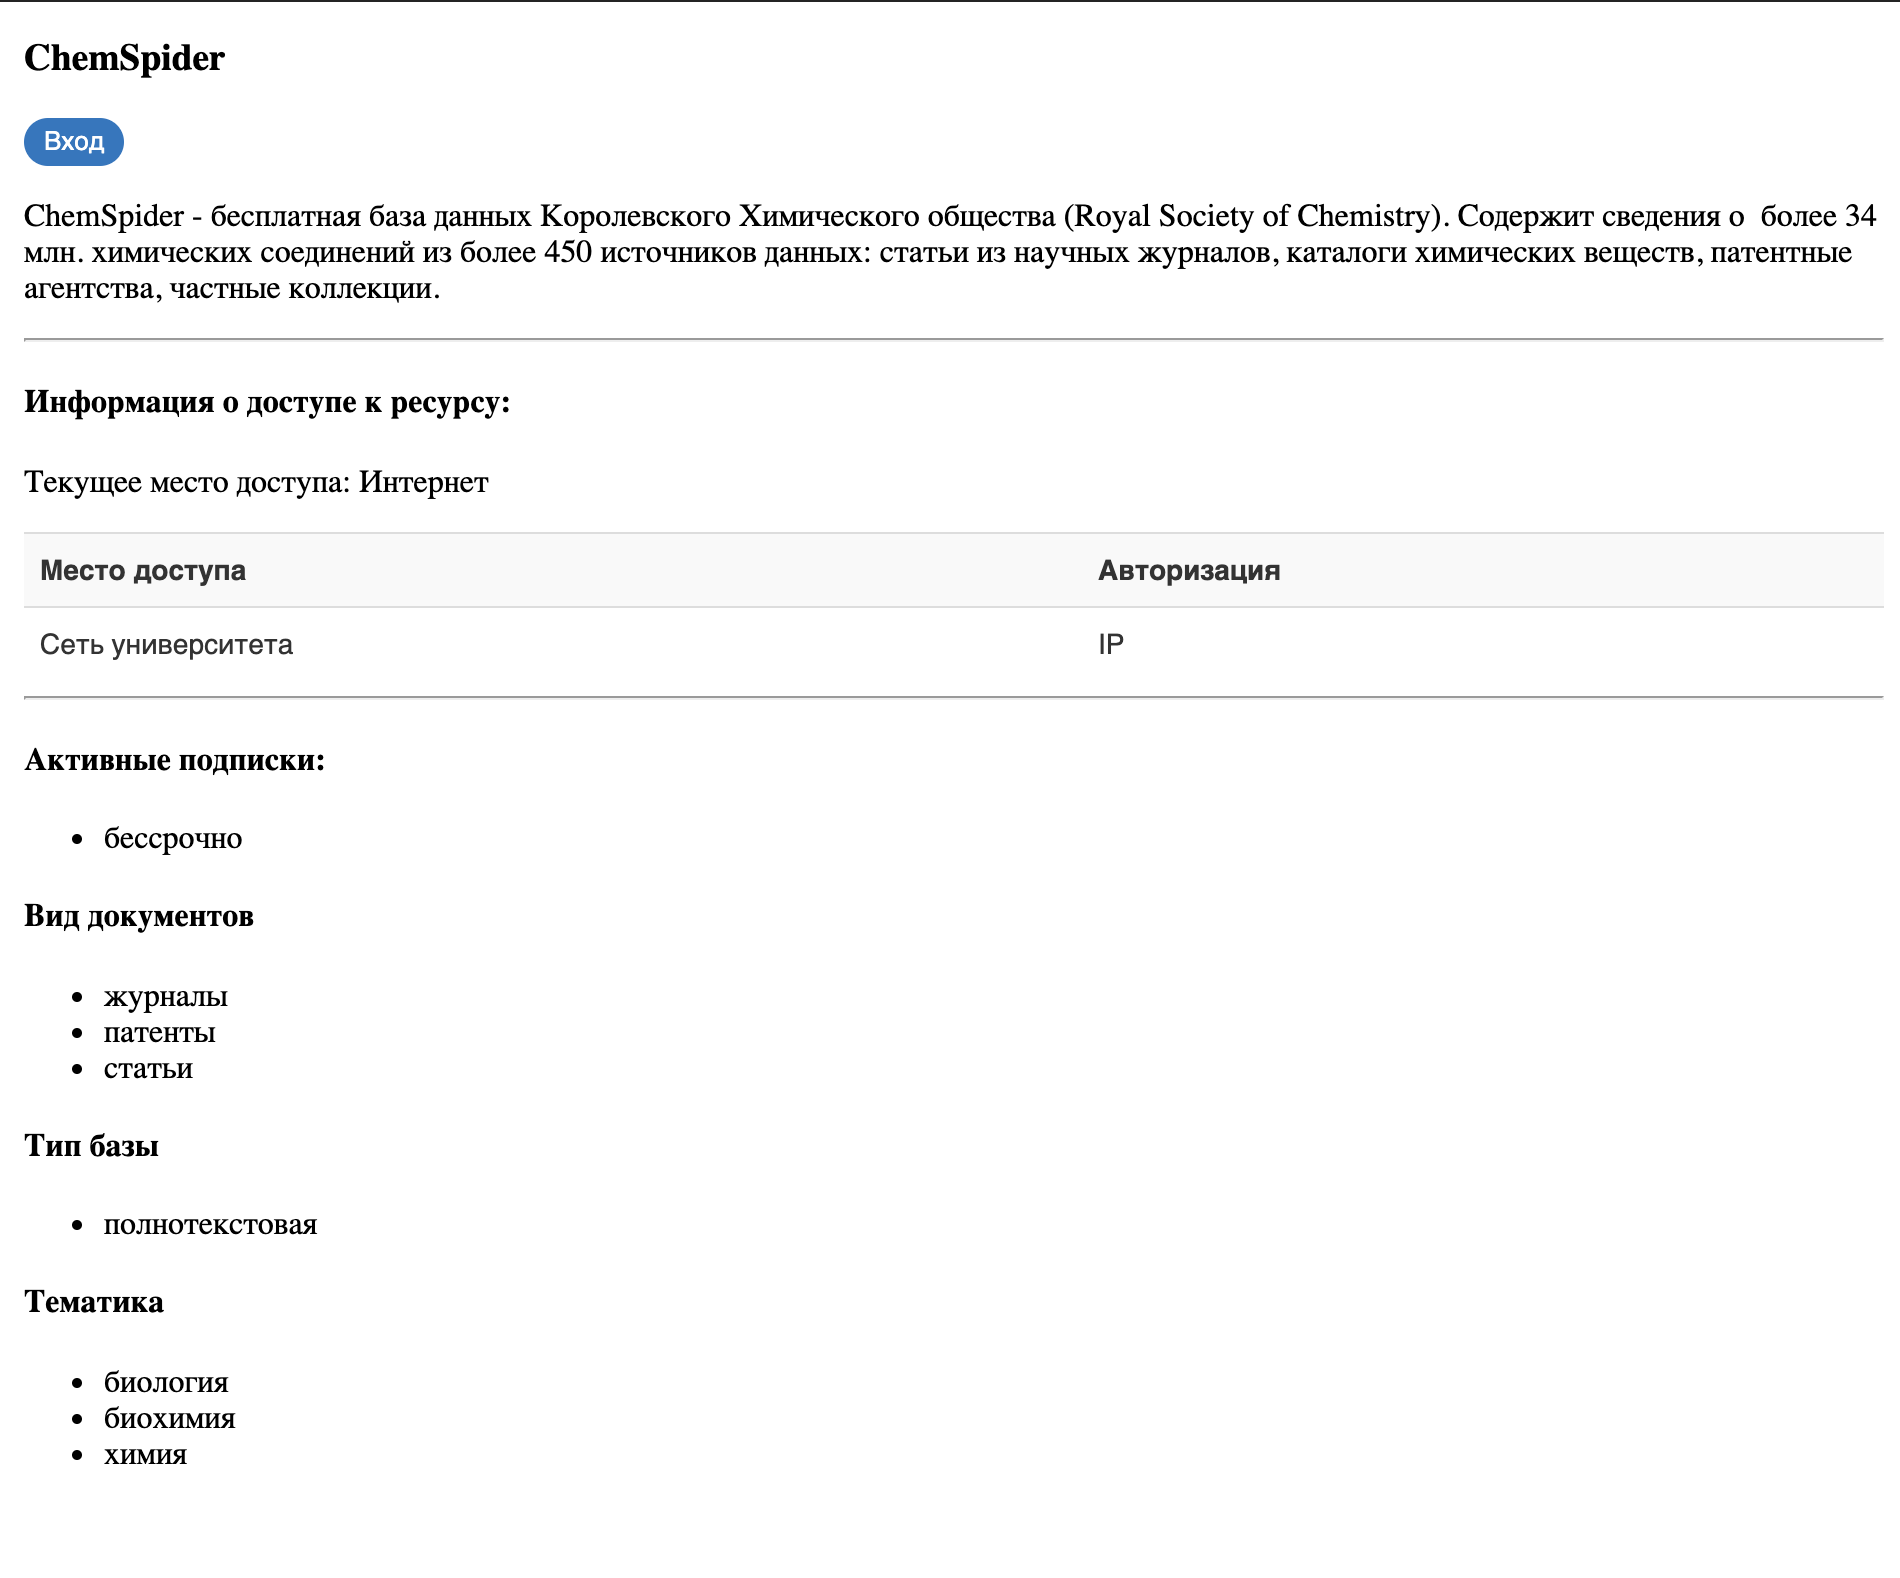 ChemSpider
Вход
ChemSpider - бесплатная база данных Королевского Химического общества (Royal Society of Chemistry). Содержит сведения о  более 34
млн. химических соединений из более 450 источников данных: статьи из научных журналов, каталоги химических веществ, патентные
агентства, частные коллекции.
Информация о доступе к ресурсу:
Текущее место доступа: Интернет
Место доступа Авторизация
Сеть университета IP
Активные подписки:
• бессрочно
Вид документов
• журналы
• патенты
• статьи
Тип базы
• полнотекстовая
Тематика
• биология
• биохимия
• химия